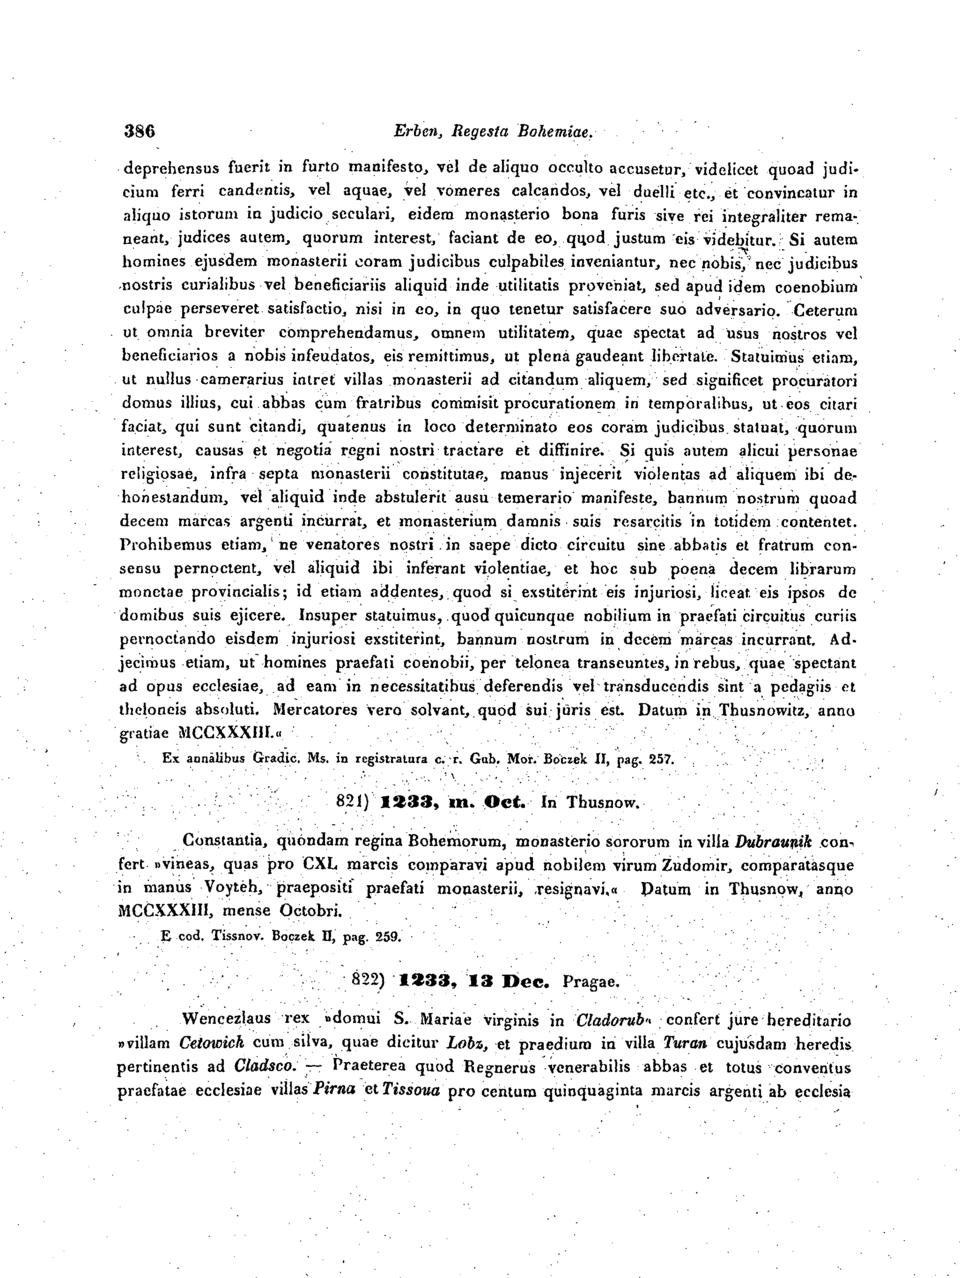 386 Erben, Regesta Bohemiae.
deprehensus fuerit in furto manifesto, vel de aliquo occulto accusetur, videlicet quoad judi-
cium ferri candentis, vel aquae, vel vomeres calcandos, vel duelli etc., et convincatur in
aliquo istorum in judicio seculari, eidem monasterio bona furis sive rei integraliter rema-
neant, judices autem, quorum interest, faciant de eo, quod justum eis videbitur. Si autem
homines ejusdem monasterii coram judicibus culpabiles inveniantur, nec nobis, nec judicibus
nostris curialibus vel beneficiariis aliquid inde utilitatis proveniat, sed apud idem coenobium
culpae perseveret satisfactio, nisi in eo, in quo tenetur satisfacere suo adversario. Ceterum
ut omnia breviter comprehendamus, omnem utilitatem, quae spectat ad usus nostros vel
beneficiarios a nobis infeudatos, eis remittimus, ut plena gaudeant libertate. Statuimus etiam,
ut nullus camerarius intret villas monasterii ad citandum aliquem, sed significet procuratori
domus illius, cui abbas cum fratribus commisit procurationem in temporalibus, ut eos citari
faciat, qui sunt citandi, quatenus in loco determinato eos coram judicibus statuat, quorum
interest, causas et negotia regni nostri tractare et diffinire. Si quis autem alicui personae
religiosae, infra septa monasterii constitutae, manus injecerit violentas ad aliquem ibi de-
honestandum, vel aliquid inde abstulerit ausu temerario manifeste, bannum nostrum quoad
decem marcas argenti incurrat, et monasterium damnis suis resarcitis in totidem contentet.
Prohibemus etiam, ne venatores nostri in saepe dicto circuitu sine abbatis et fratrum con-
sensu pernoctent, vel aliquid ibi inferant violentiae, et hoc sub poena decem librarum
monetae provincialis; id etiam addentes, quod si exstiterint eis injuriosi, liceat eis ipsos de
domibus suis ejicere. Insuper statuimus, quod quicunque nobilium in praefati circuitus curiis
pernoctando eisdem injuriosi exstiterint, bannum nostrum in decem marcas incurrant. Ad-
jecimus etiam, ut homines praefati coenobii, per telonea transeuntes, in rebus, quae spectant
ad opus ecclesiae, ad eam in necessitatibus deferendis vel transducendis sint a pedagiis et
theloneis absoluti. Mercatores vero solvant, quod sui juris est. Datum in Thusnowitz, anno
gratiae MCCXXXIII.«
Ex annalibus Gradic. Ms. in registratura c. r. Gub. Mor. Boczek II, pag. 257.
821) 1233, m. Oct. In Thusnow.
Constantia, quondam regina Bohemorum, monasterio sororum in villa Dubraunik con-
fert »vineas, quas pro CXL marcis comparavi apud nobilem virum Zudomir, comparatasque
in manus Voyteh, praepositi praefati monasterii, resignavi.« Datum in Thusnow, anno
MCCXXXIII, mense Octobri.
E cod. Tissnov. Boczek II, pag. 259.
822) 1233, 13 Dec. Pragae.
Wencezlaus rex »domui S. Mariae virginis in Cladorub« confert jure hereditario
»villam Cetowich cum silva, quae dicitur Lobz, et praedium in villa Turan cujusdam heredis
pertinentis ad Cladsco. — Praeterea quod Regnerus venerabilis abbas et totus conventus
praefatae ecclesiae villas Pirna et Tissoua pro centum quinquaginta marcis argenti ab ecclesia